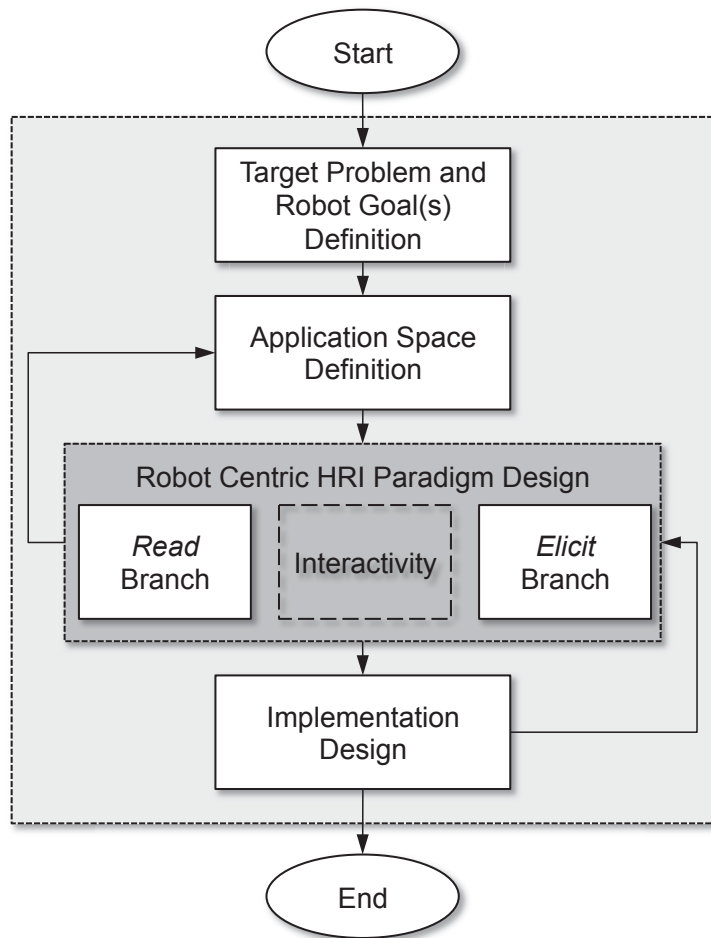 Start
Target Problem and
Robot Goal(s)
Definition
Application Space
Definition
Robot Centric HRI Paradigm Design
Read
Branch
Interactivity
Elicit
Branch
Implementation
Design
End